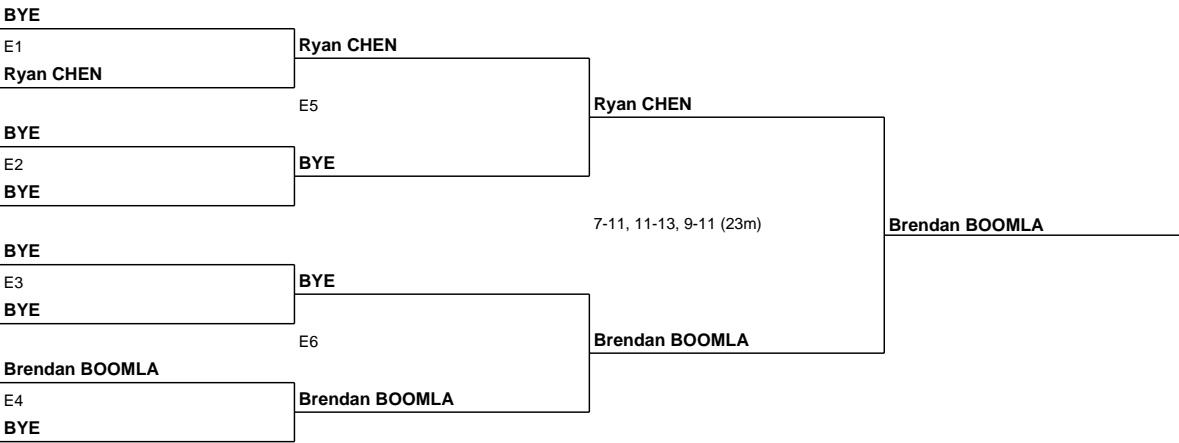 BYE
E1
Ryan CHEN
Ryan CHEN
E5
Ryan CHEN
BYE
E2
BYE
BYE
7-11, 11-13, 9-11 (23m)
Brendan BOOMLA
BYE
E3
BYE
BYE
E6
Brendan BOOMLA
Brendan BOOMLA
E4
Brendan BOOMLA
BYE